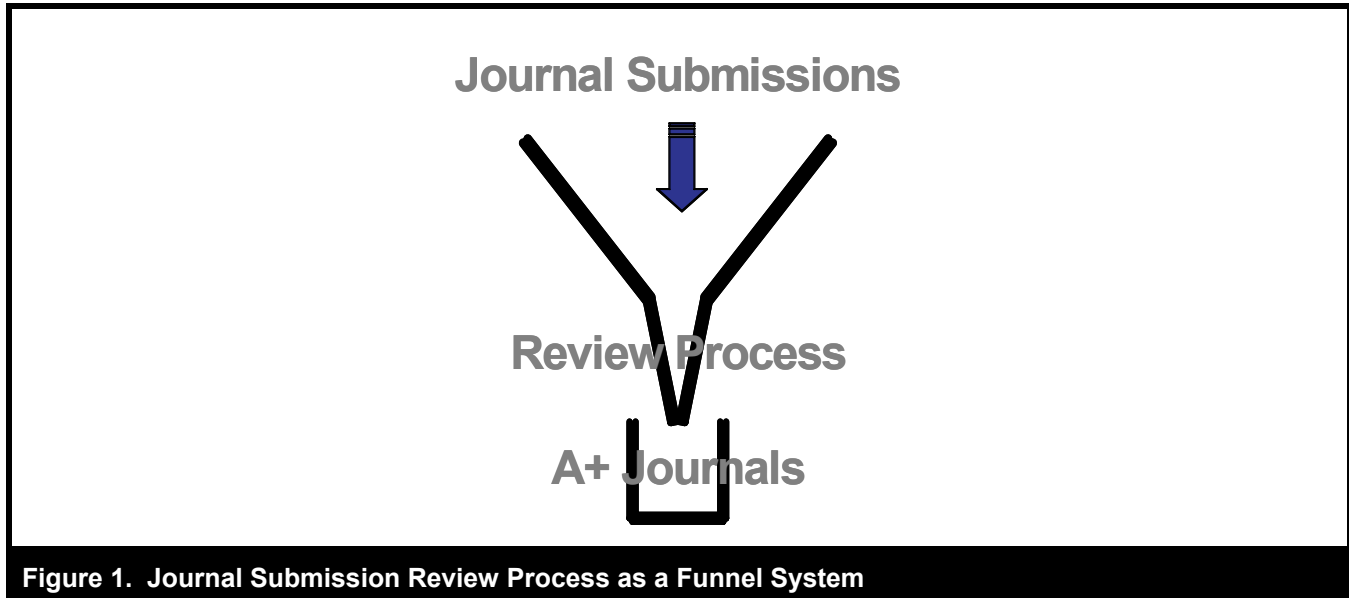 Journal Submissions
Review Process
A+ Journals
Figure 1. Journal Submission Review Process as a Funnel System